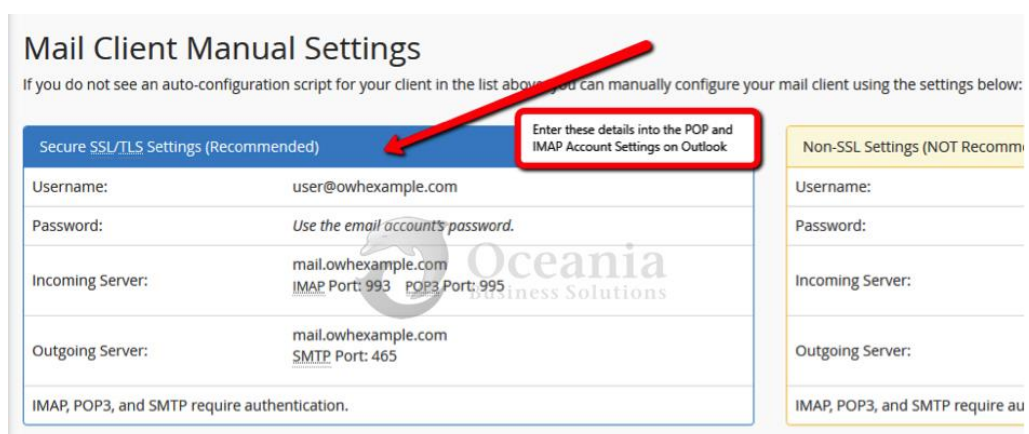 Mail Client Manual Settings
If you do not see an auto-configuration script for your client in the list above, you can manually configure your mail client using the settings below:
Enter these details into the POP and
IMAP Account Settings on Outlook
Secure SSL/TLS Settings (Recommended)
Username: user@owhexample.com
Password: Use the email account's password.
Incoming Server: mail.owhexample.com
IMAP Port: 993 POP3 Port: 995
Outgoing Server: mail.owhexample.com
SMTP Port: 465
IMAP, POP3, and SMTP require authentication.
Oceania
Business Solutions
Non-SSL Settings (NOT Recomm
Username:
Password:
Incoming Server:
Outgoing Server:
IMAP, POP3, and SMTP require au